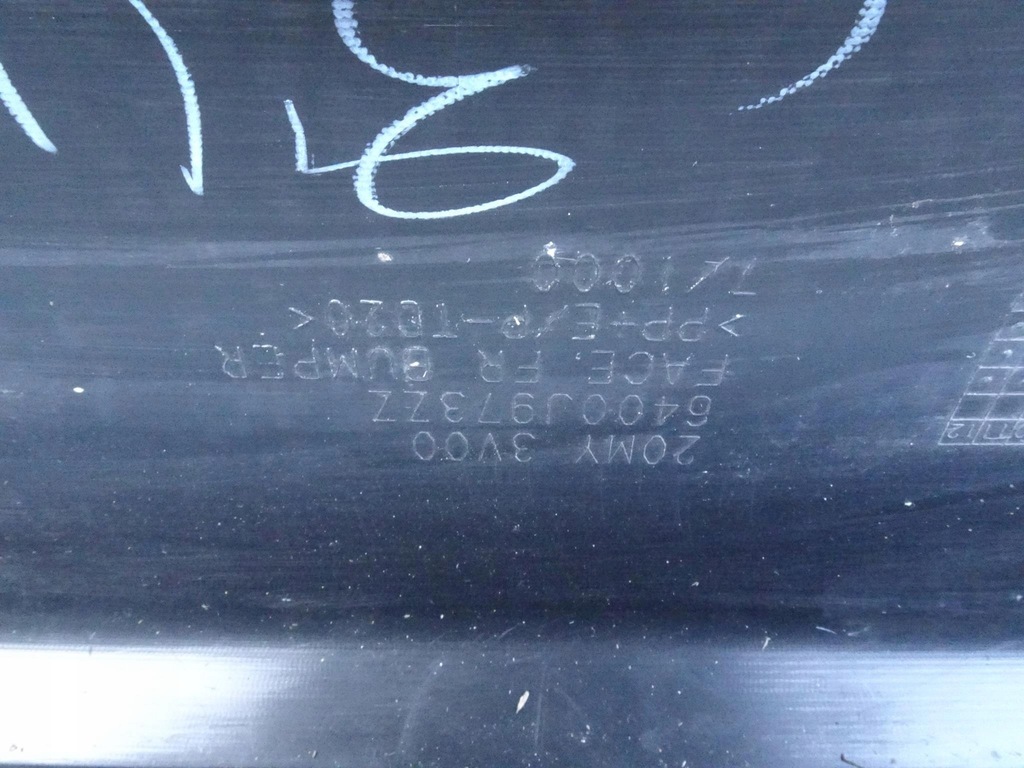 20MY 3V00
6400J973ZZ
FACE, FR BUMPER
>PP+E/P-TD20<